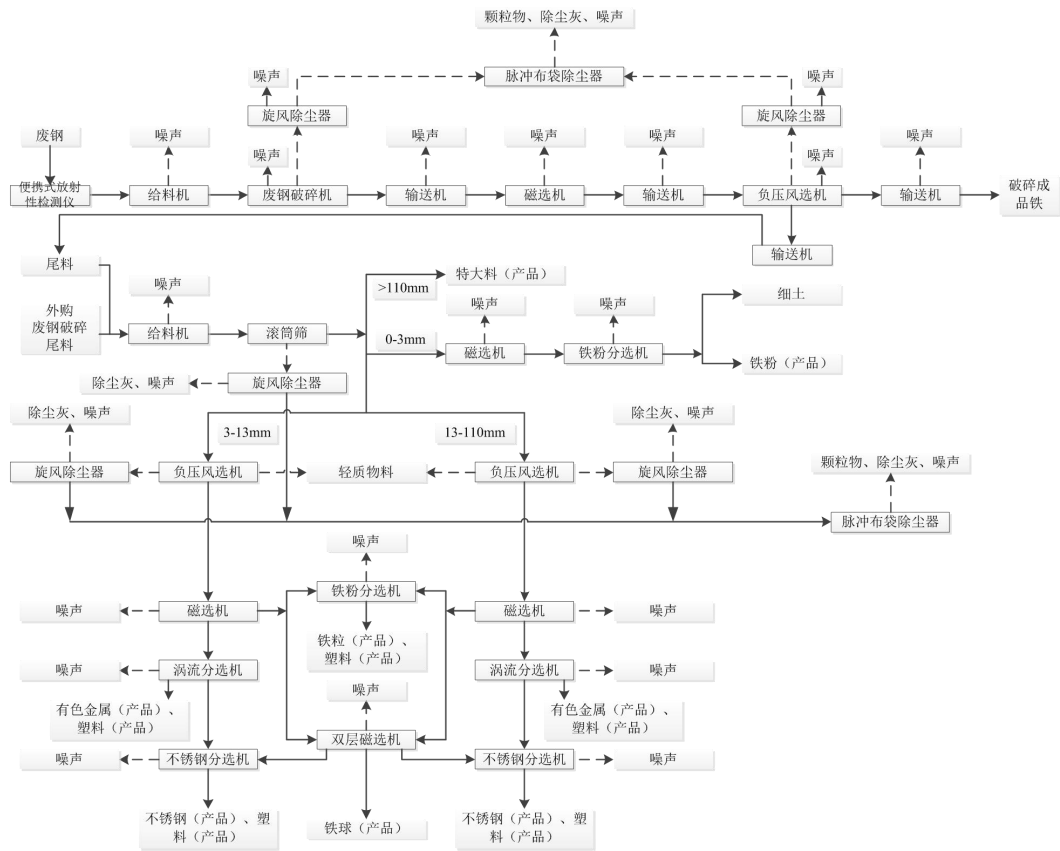 颗粒物、除尘灰、噪声
脉冲布袋除尘器
噪声
噪声
旋风除尘器
旋风除尘器
废钢
噪声
噪声
噪声
噪声
噪声
噪声
噪声
便携式放射
性检测仪
给料机
废钢破碎机
输送机
磁选机
输送机
负压风选机
输送机
破碎成
品铁
尾料
输送机
特大料（产品）
>110mm
噪声
噪声
噪声
细土
外购
废钢破碎
尾料
给料机
滚筒筛
0-3mm
磁选机
铁粉分选机
铁粉（产品）
除尘灰、噪声
旋风除尘器
除尘灰、噪声
3-13mm
13-110mm
除尘灰、噪声
旋风除尘器
负压风选机
轻质物料
负压风选机
旋风除尘器
颗粒物、除尘灰、噪声
脉冲布袋除尘器
噪声
铁粉分选机
噪声
磁选机
磁选机
噪声
铁粒（产品）、
塑料（产品）
噪声
涡流分选机
涡流分选机
噪声
噪声
有色金属（产品）、
塑料（产品）
有色金属（产品）、
塑料（产品）
双层磁选机
噪声
不锈钢分选机
不锈钢分选机
噪声
不锈钢（产品）、塑
料（产品）
铁球（产品）
不锈钢（产品）、塑
料（产品）